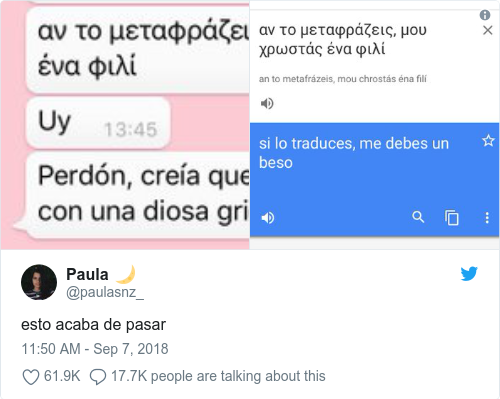 αν το μεταφράζει
ένα φιλί
Uy 13:45
Perdón, creía que
con una diosa gri
αν το μεταφράζεις, μου
χρωστάς ένα φιλί
an to metafrázeis, mou chrostás éna filí
si lo traduces, me debes un
beso
Paula 🌙
@paulasnz_
esto acaba de pasar
11:50 AM - Sep 7, 2018
61.9K 17.7K people are talking about this